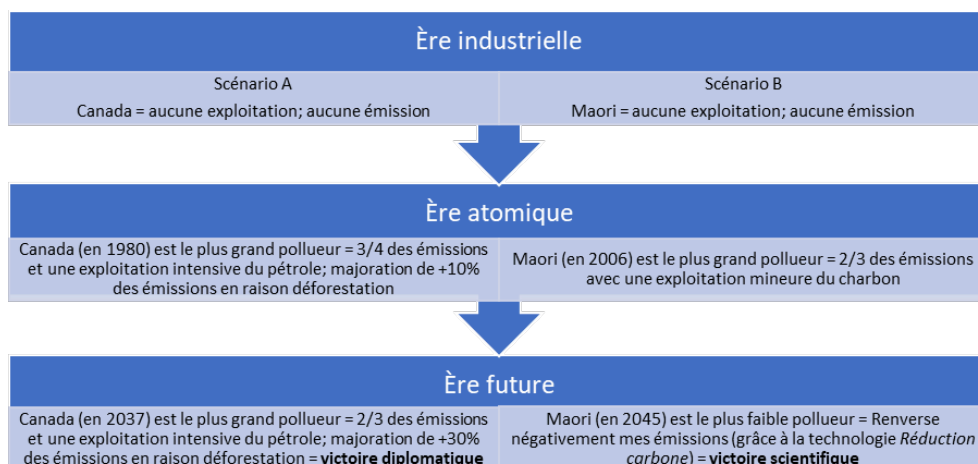 Ère industrielle
Scénario A
Canada = aucune exploitation; aucune émission
Scénario B
Maori = aucune exploitation; aucune émission
Ère atomique
Canada (en 1980) est le plus grand pollueur = 3/4 des émissions
et une exploitation intensive du pétrole; majoration de +10%
des émissions en raison déforestation
Maori (en 2006) est le plus grand pollueur = 2/3 des émissions
avec une exploitation mineure du charbon
Ère future
Canada (en 2037) est le plus grand pollueur = 2/3 des émissions
et une exploitation intensive du pétrole; majoration de +30%
des émissions en raison déforestation = victoire diplomatique
Maori (en 2045) est le plus faible pollueur = Renverse
négativement mes émissions (grâce à la technologie Réduction
carbone) = victoire scientifique